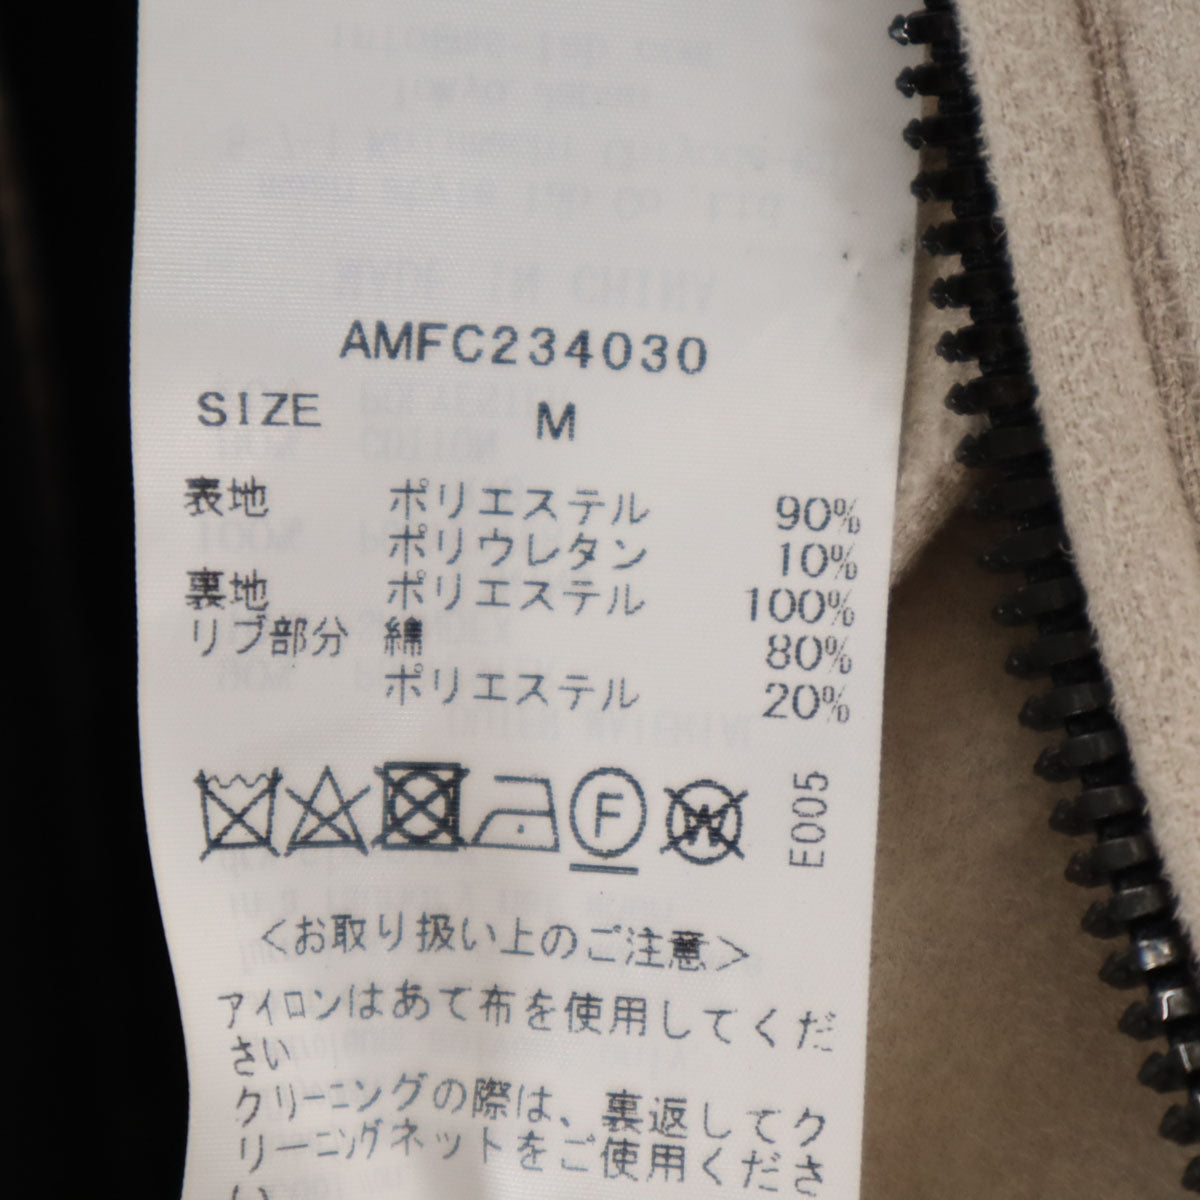 AMFC234030
SIZE M
表地 ポリエステル 90%
ポリウレタン 10%
裏地 ポリエステル 100%
リブ部分 綿 80%
ポリエステル 20%
F
W
E005
<お取り扱い上のご注意>
アイロンはあて布を使用してくだ
さい
クリーニングの際は、裏返してク
リーニングネットをご使用くださ
い